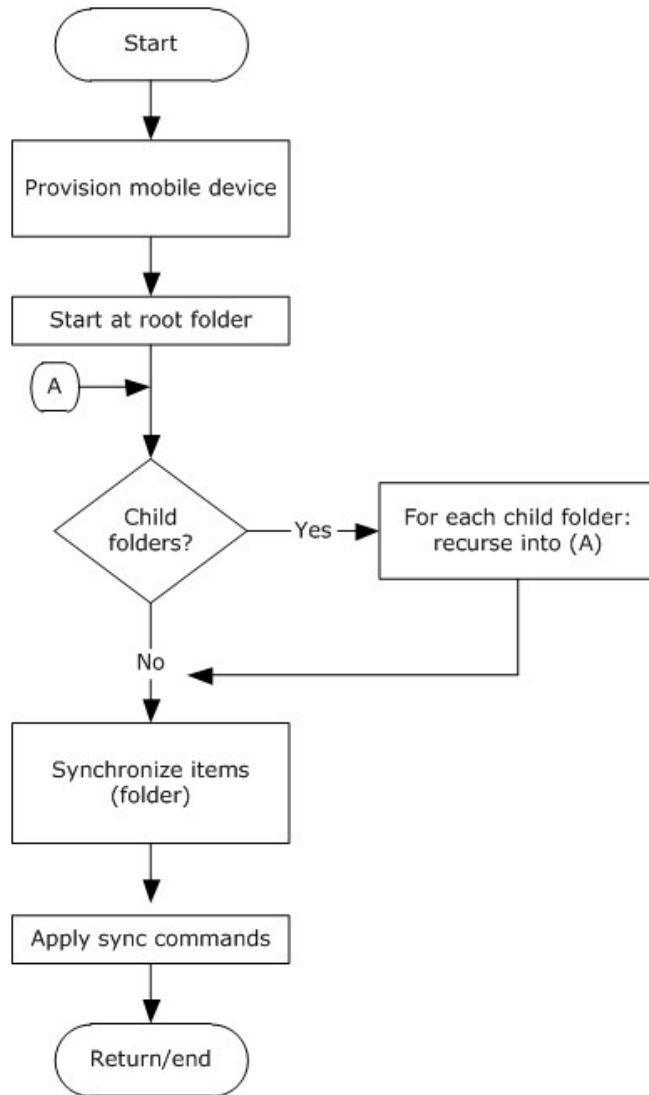 Start
Provision mobile device
Start at root folder
A
Child
folders?
Yes
For each child folder:
recurse into (A)
No
Synchronize items
(folder)
Apply sync commands
Return/end